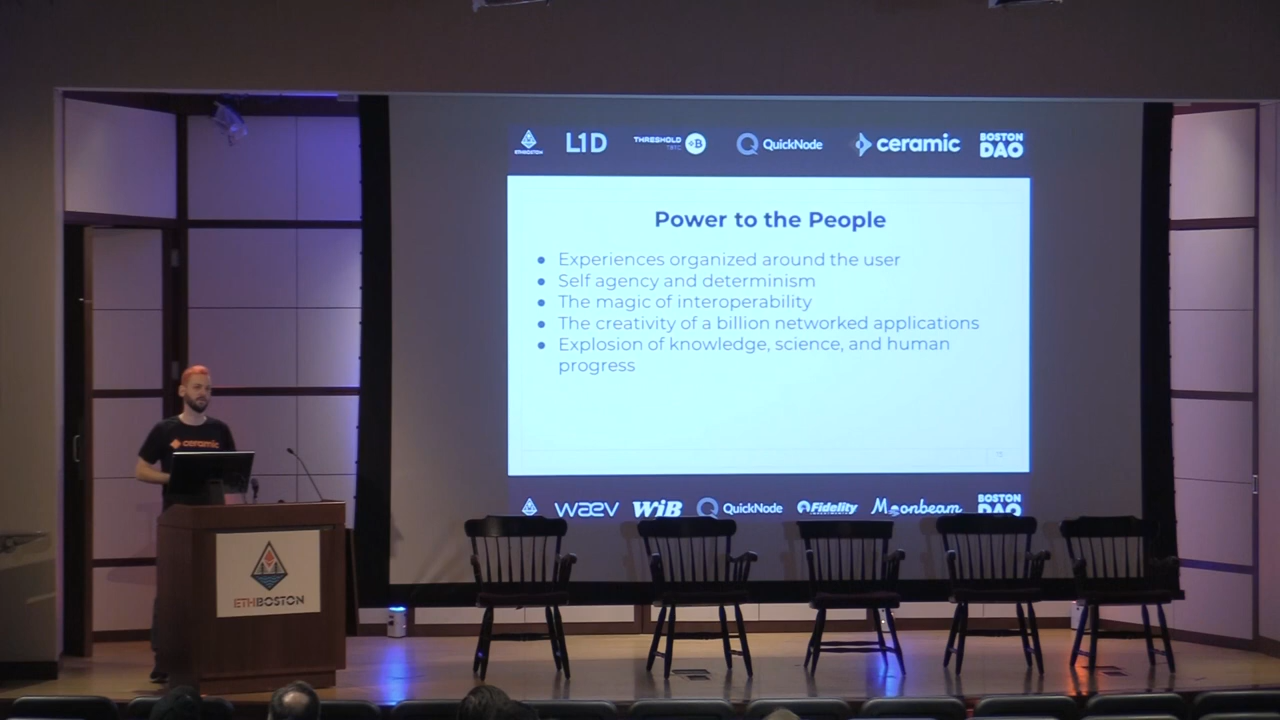 ETHBOSTON
L1D
THRESHOLD
QuickNode
ceramic
BOSTON
DAO
Power to the People
● Experiences organized around the user
● Self agency and determinism
● The magic of interoperability
● The creativity of a billion networked applications
● Explosion of knowledge, science, and human
progress
15
waev
WiB
QuickNode
Fidelity
Moonbeam
BOSTON
DAO
ceramic
ETHBOSTON